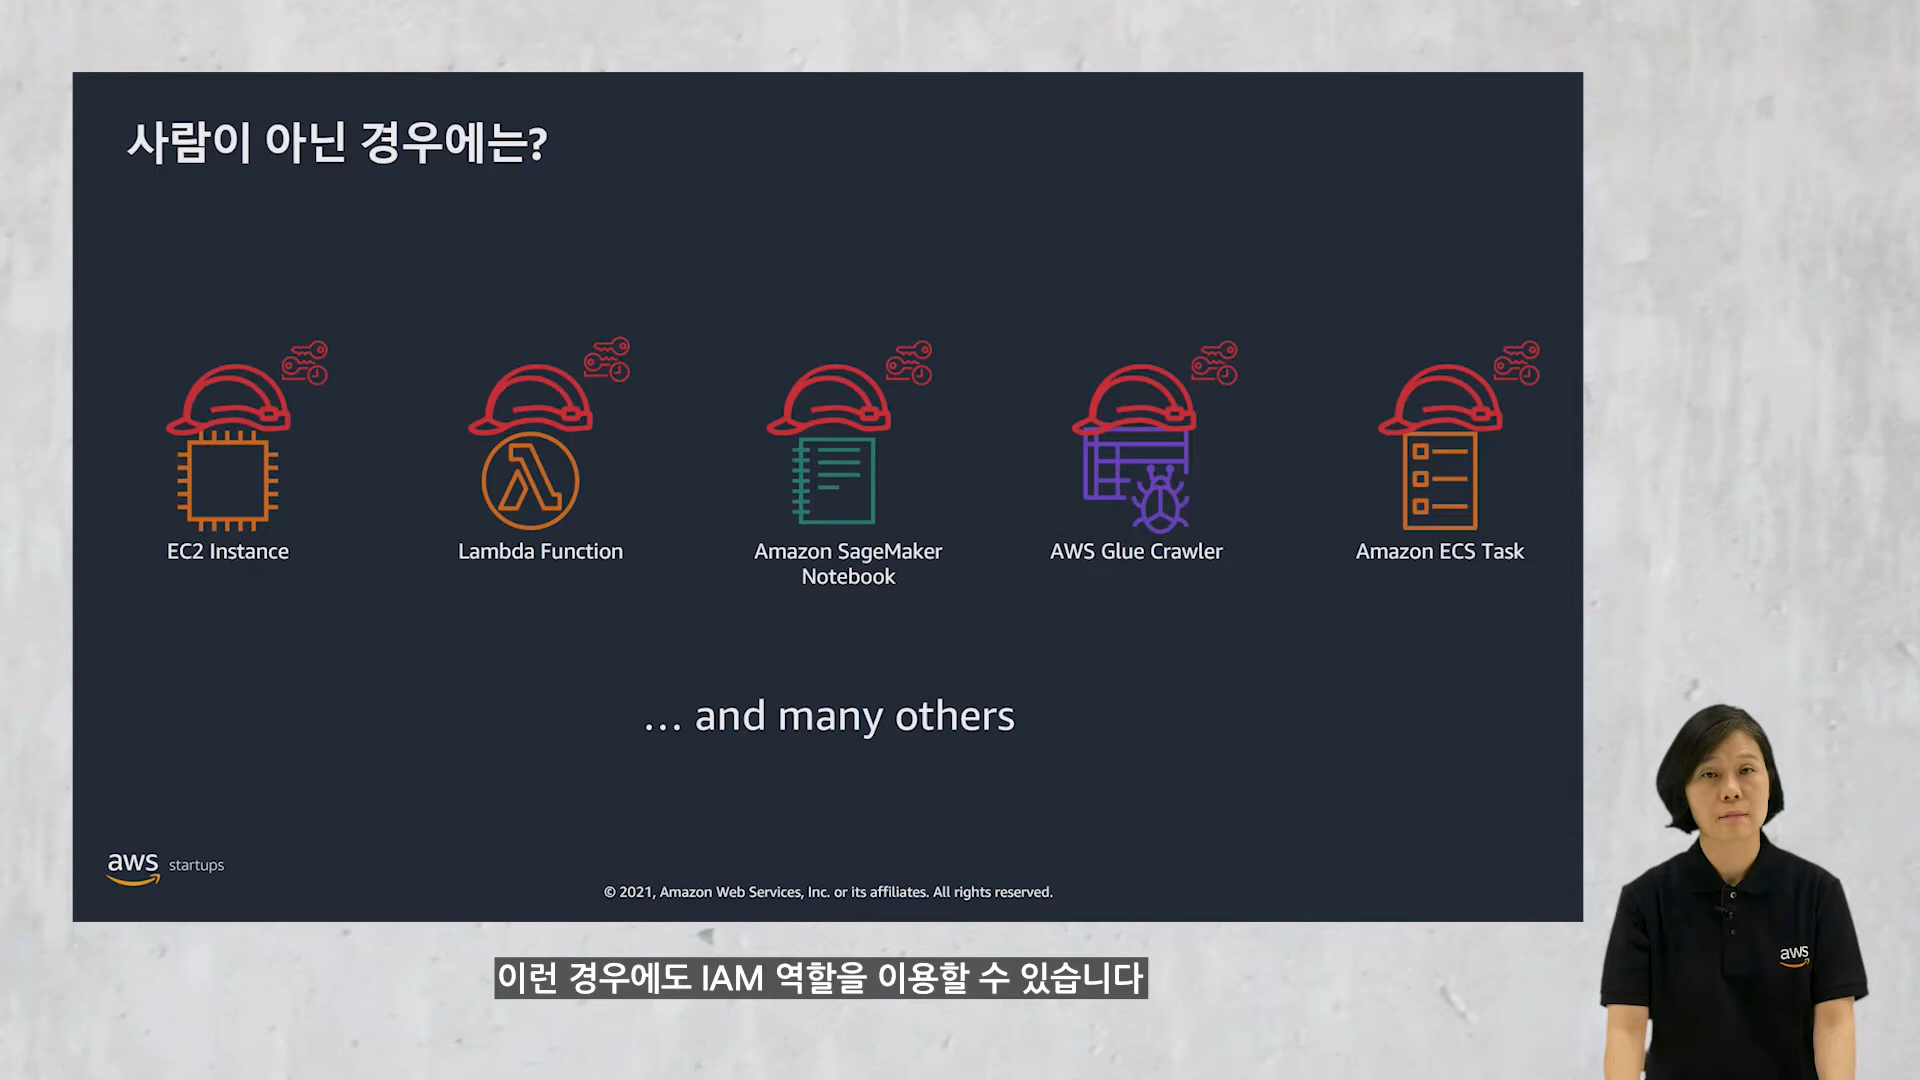 사람이 아닌 경우에는?
EC2 Instance
Lambda Function
Amazon SageMaker
Notebook
AWS Glue Crawler
Amazon ECS Task
... and many others
aws startups
© 2021, Amazon Web Services, Inc. or its affiliates. All rights reserved.
aws
이런 경우에도 IAM 역할을 이용할 수 있습니다